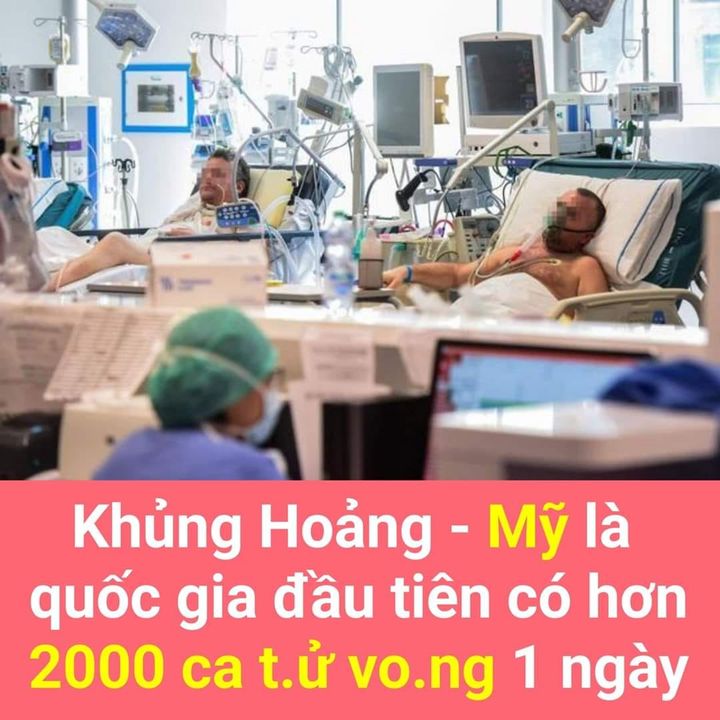 Khủng Hoảng - Mỹ là
quốc gia đầu tiên có hơn
2000 ca t.ử vo.ng 1 ngày